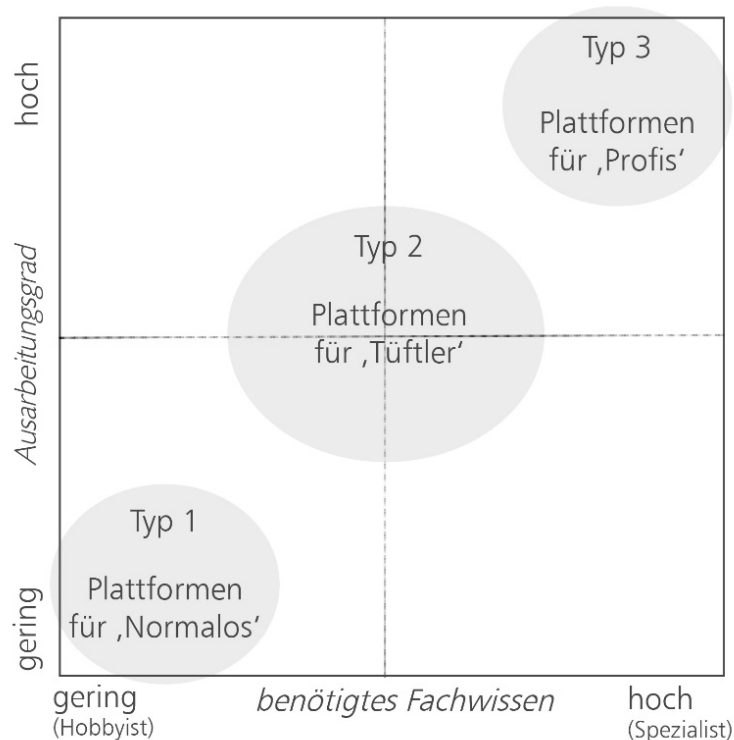 hoch
Ausarbeitungsgrad
gering
Typ 3
Plattformen
für ‚Profis‘
Typ 2
Plattformen
für ‚Tüftler‘
Typ 1
Plattformen
für ‚Normalos‘
gering
(Hobbyist)
benötigtes Fachwissen
hoch
(Spezialist)